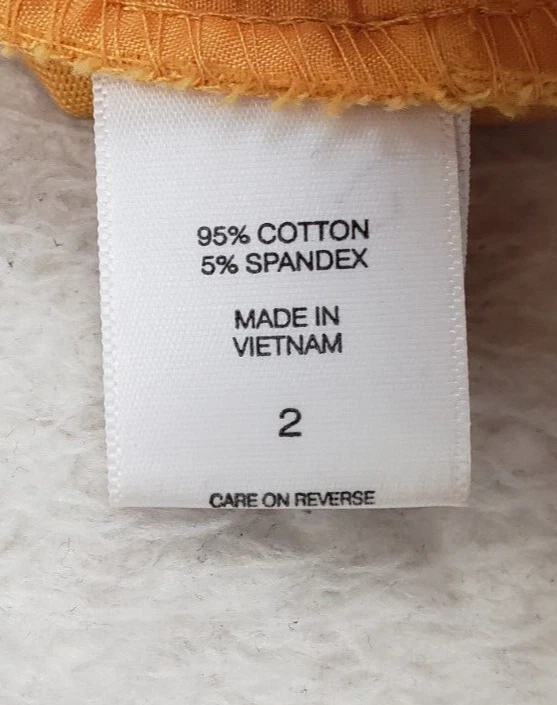 95% COTTON
5% SPANDEX
MADE IN
VIETNAM
2
CARE ON REVERSE